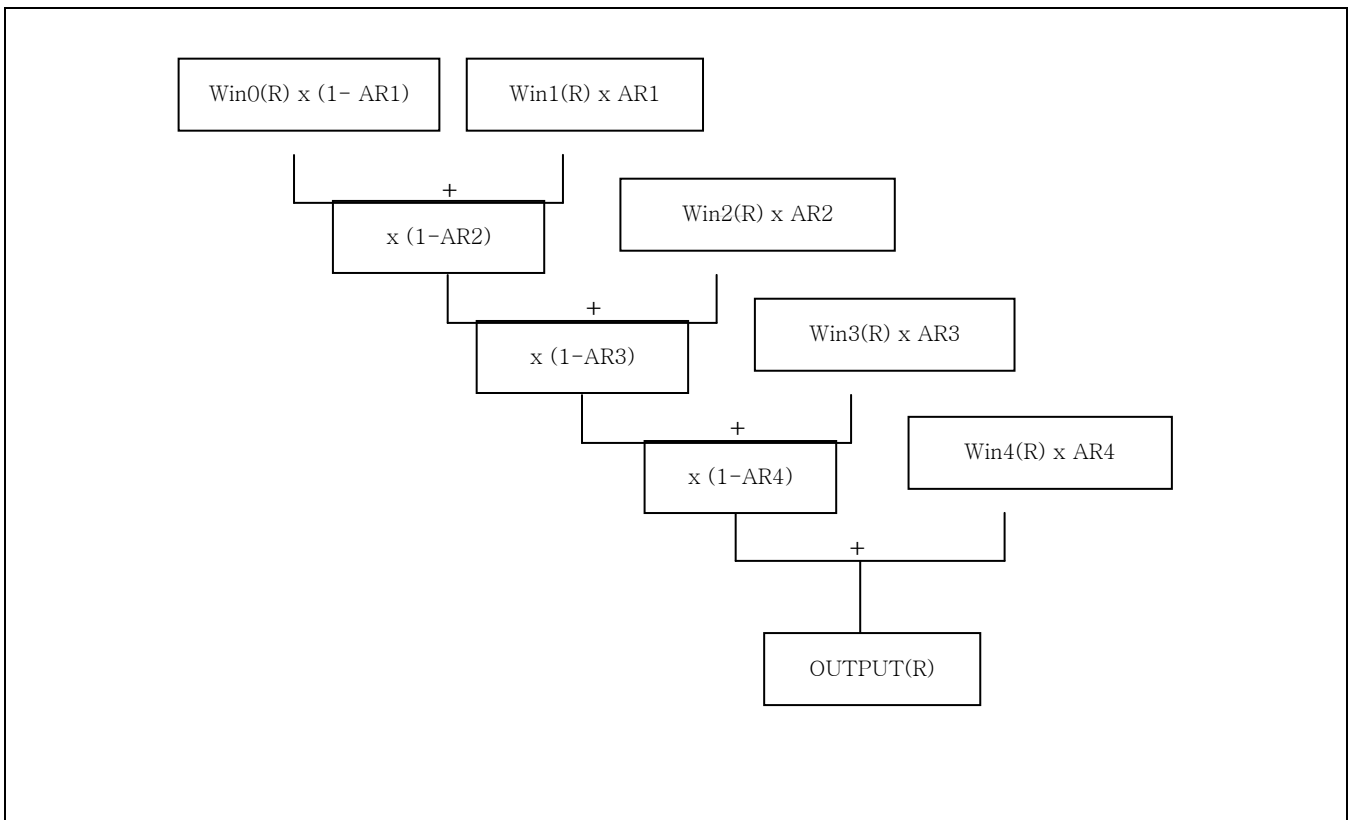 Win0(R) x (1- AR1)
Win1(R) x AR1
+
x (1-AR2)
Win2(R) x AR2
+
x (1-AR3)
Win3(R) x AR3
+
x (1-AR4)
Win4(R) x AR4
+
OUTPUT(R)